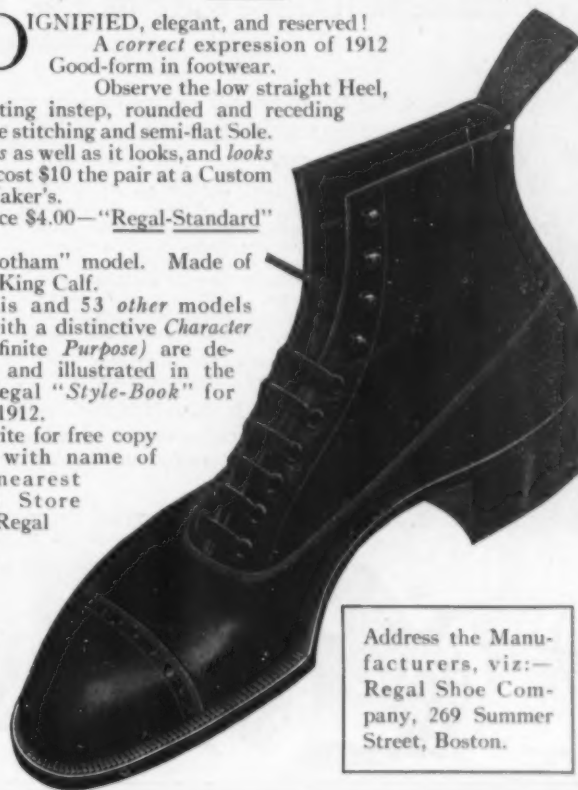 DIGNIFIED, elegant, and reserved!
A correct expression of 1912
Good-form in footwear.
Observe the low straight Heel,
ting instep, rounded and receding
e stitching and semi-flat Sole.
s as well as it looks, and looks
cost $10 the pair at a Custom
aker's.
ce $4.00—"Regal-Standard"
otham" model. Made of
King Calf.
is and 53 other models
ith a distinctive Character
finite Purpose) are de-
and illustrated in the
egal "Style-Book" for
1912.
ite for free copy
with name of
nearest
Store
Regal
Address the Manu-
facturers, viz:—
Regal Shoe Com-
pany, 269 Summer
Street, Boston.